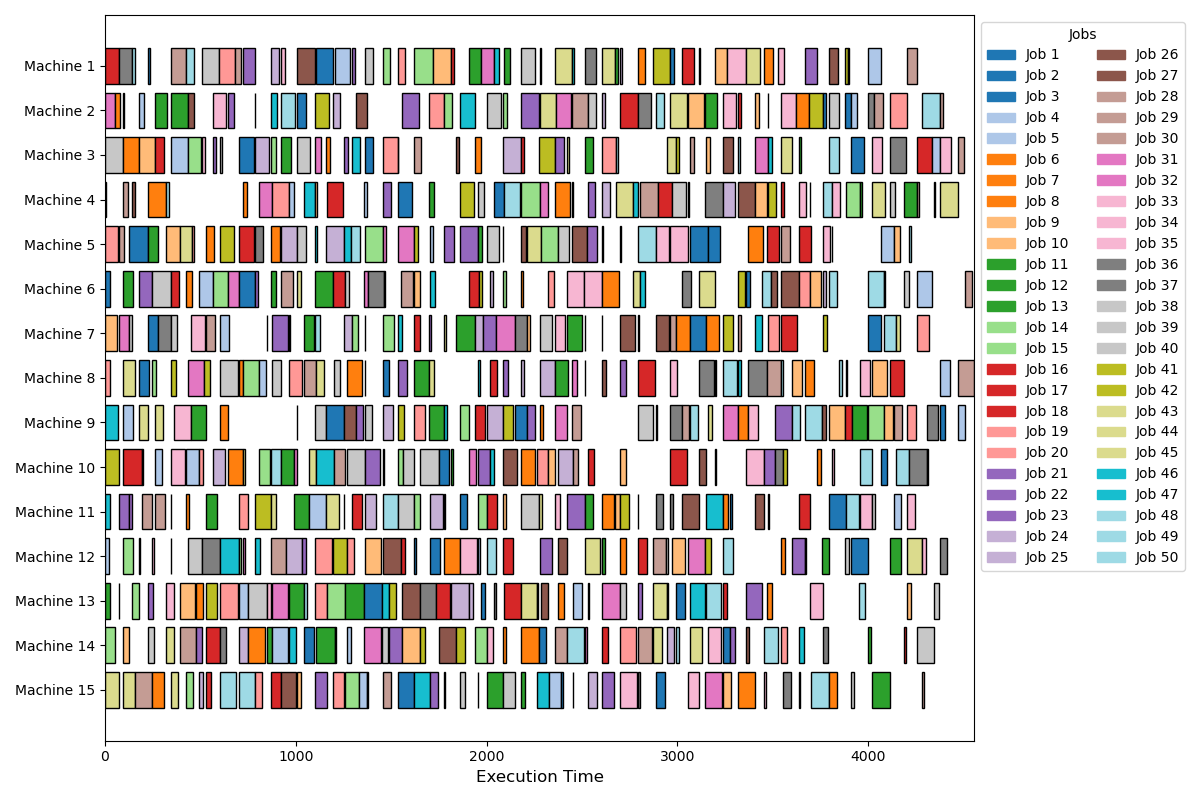 Machine 1
Machine 2
Machine 3
Machine 4
Machine 5
Machine 6
Machine 7
Machine 8
Machine 9
Machine 10
Machine 11
Machine 12
Machine 13
Machine 14
Machine 15
0 1000 2000 3000 4000
Execution Time
Jobs
Job 1 Job 26
Job 2 Job 27
Job 3 Job 28
Job 4 Job 29
Job 5 Job 30
Job 6 Job 31
Job 7 Job 32
Job 8 Job 33
Job 9 Job 34
Job 10 Job 35
Job 11 Job 36
Job 12 Job 37
Job 13 Job 38
Job 14 Job 39
Job 15 Job 40
Job 16 Job 41
Job 17 Job 42
Job 18 Job 43
Job 19 Job 44
Job 20 Job 45
Job 21 Job 46
Job 22 Job 47
Job 23 Job 48
Job 24 Job 49
Job 25 Job 50